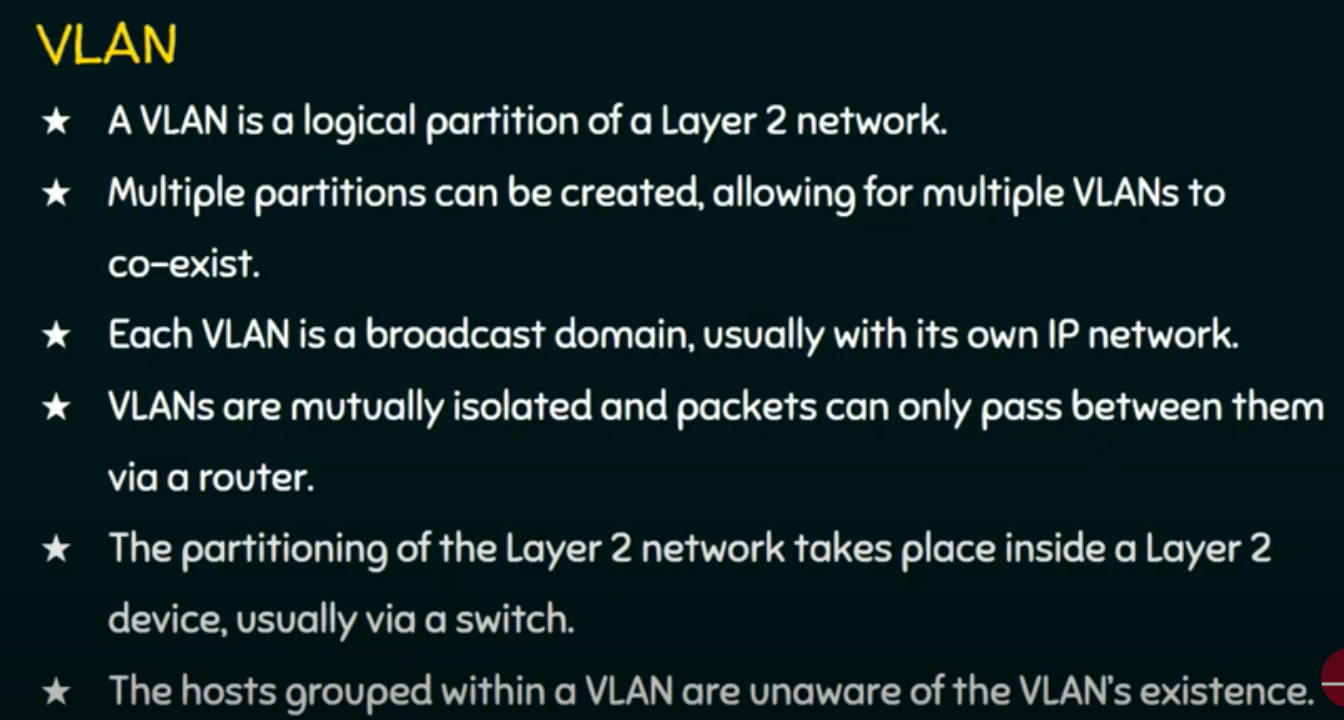 VLAN
★ A VLAN is a logical partition of a Layer 2 network.
★ Multiple partitions can be created, allowing for multiple VLANs to
co-exist.
★ Each VLAN is a broadcast domain, usually with its own IP network.
★ VLANs are mutually isolated and packets can only pass between them
via a router.
★ The partitioning of the Layer 2 network takes place inside a Layer 2
device, usually via a switch.
★ The hosts grouped within a VLAN are unaware of the VLAN's existence.